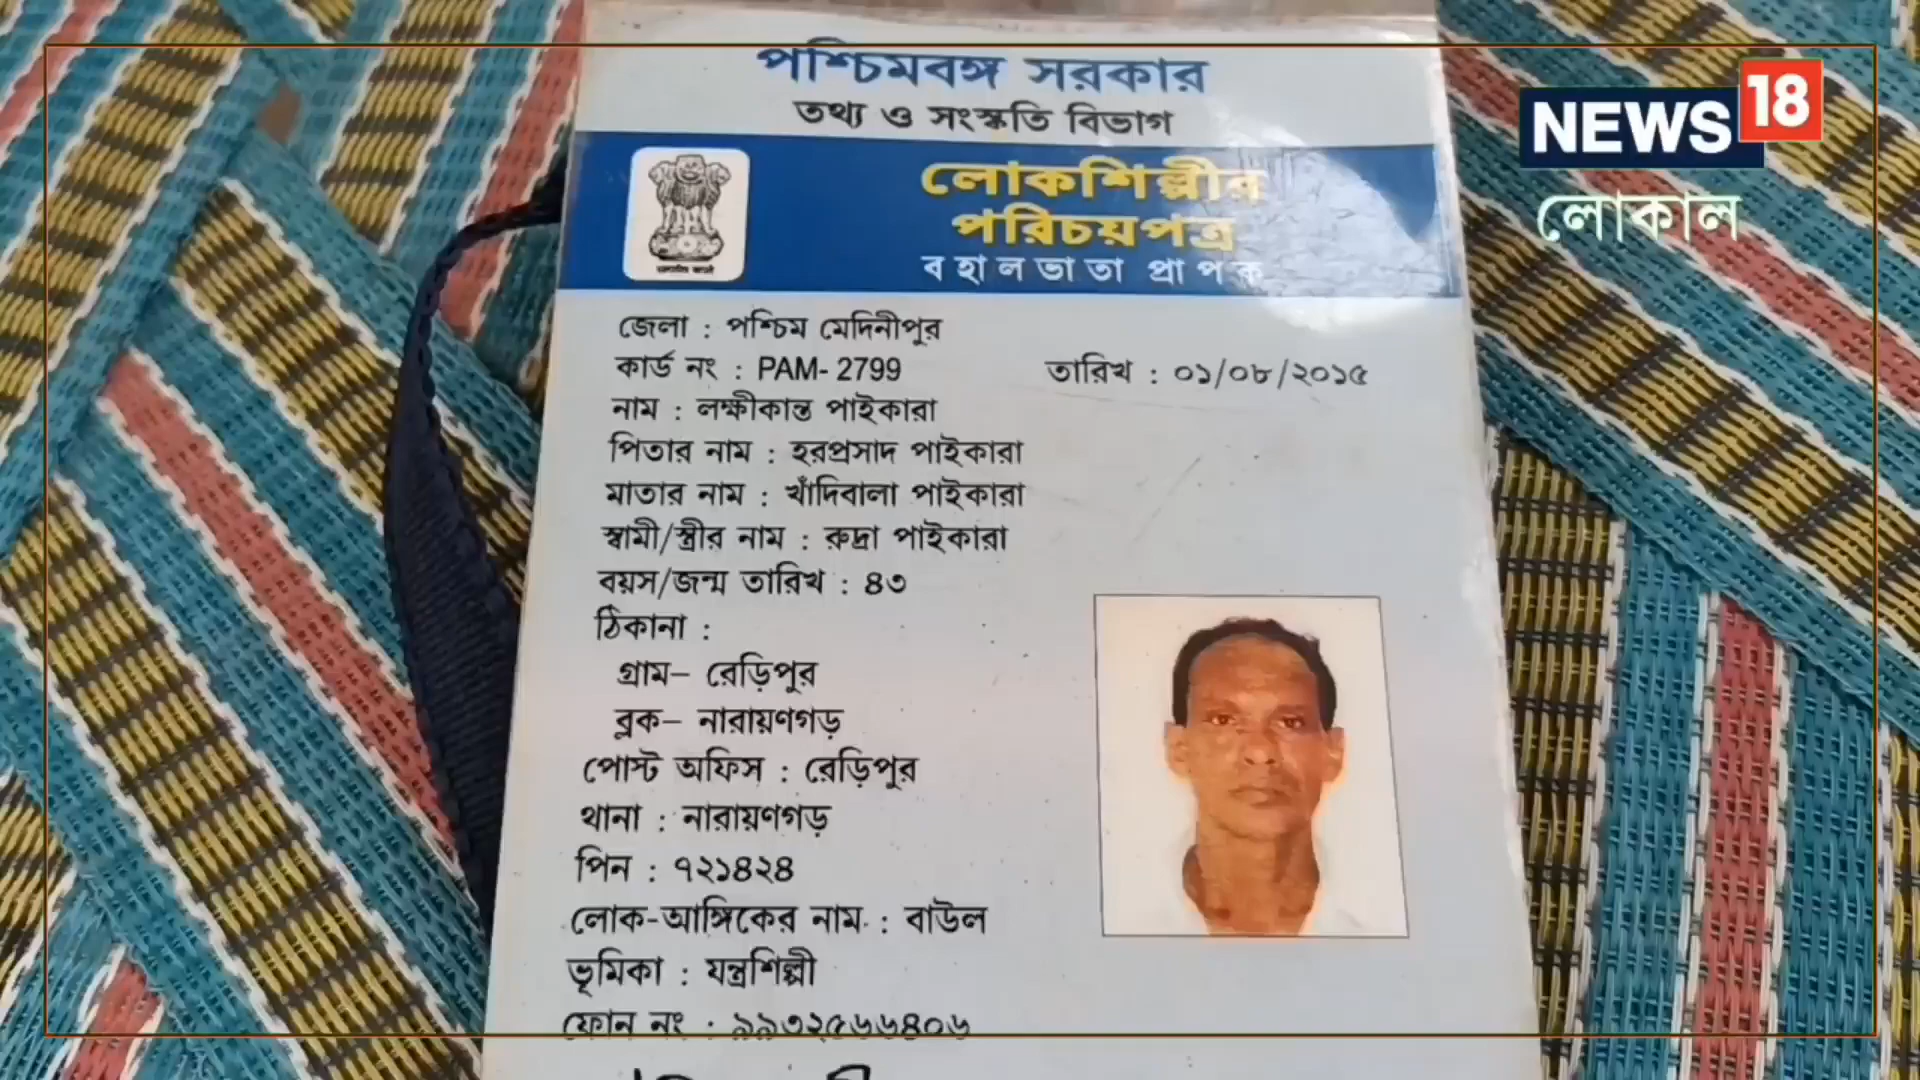 পশ্চিমবঙ্গ সরকার
তথ্য ও সংস্কৃতি বিভাগ
লোকশিল্পীর
পরিচয়পত্র
বহালভাতা প্রাপক
জেলা : পশ্চিম মেদিনীপুর
কার্ড নং : PAM- 2799 তারিখ : ০১/০৮/২০১৫
নাম : লক্ষীকান্ত পাইকারা
পিতার নাম : হরপ্রসাদ পাইকারা
মাতার নাম : খাঁদিবালা পাইকারা
স্বামী/স্ত্রীর নাম : রুদ্রা পাইকারা
বয়স/জন্ম তারিখ : ৪৩
ঠিকানা :
গ্রাম– রেড়িপুর
ব্লক– নারায়ণগড়
পোস্ট অফিস : রেড়িপুর
থানা : নারায়ণগড়
পিন : ৭২১৪২৪
লোক-আঙ্গিকের নাম : বাউল
ভূমিকা : যন্ত্রশিল্পী
ফোন নং : ৯৯৩২৫৬৬৪০৬
NEWS 18
লোকাল